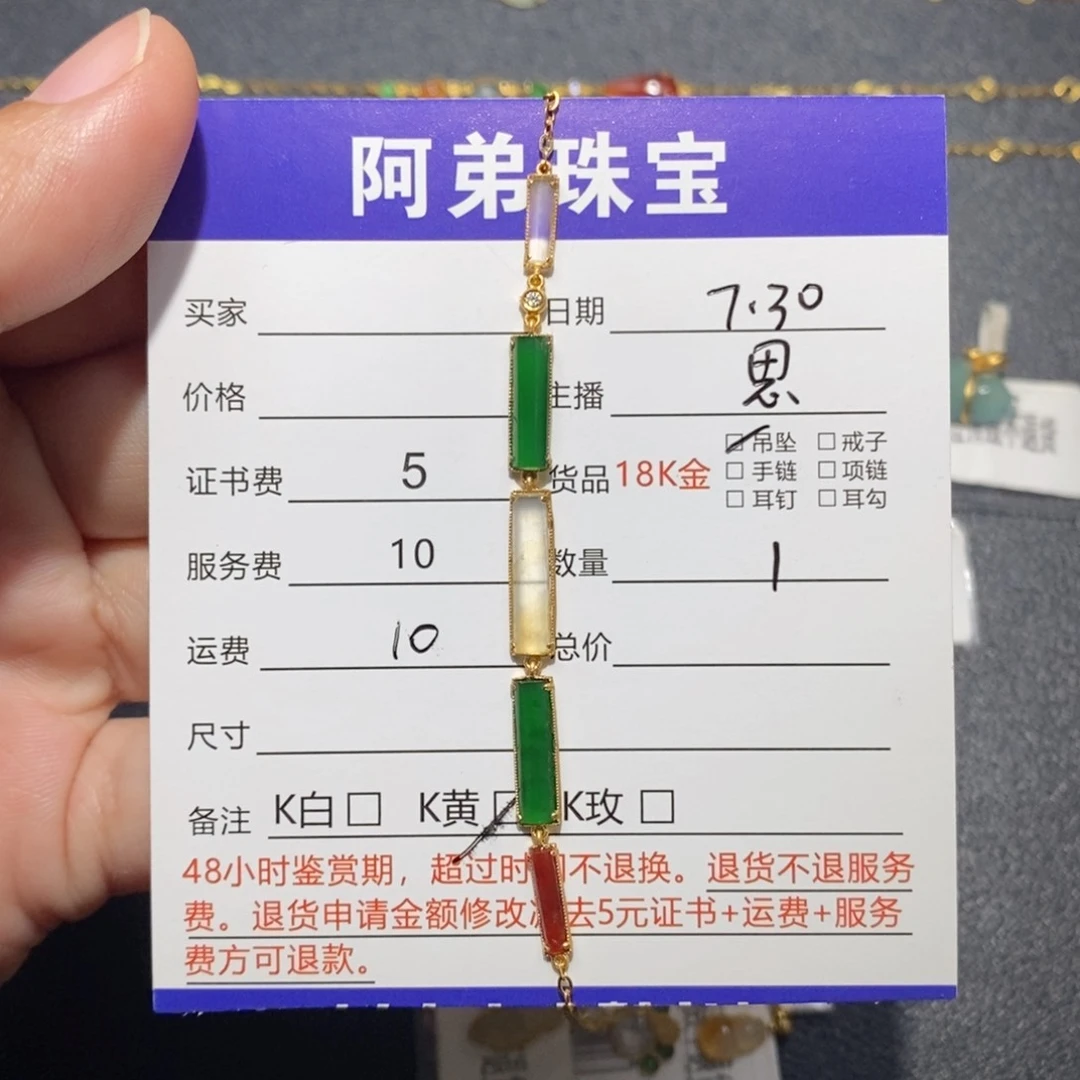 阿弟珠宝
买家 日期 7.30
价格 主播 思
证书费 5 货品 18K金 吊坠 戒子
手链 项链
耳钉 耳勾
服务费 10 数量 1
运费 10 总价
尺寸
备注 K白 K黄 K玫
48小时鉴赏期，超过时间不退换。退货不退服务
费。退货申请金额修改减去5元证书+运费+服务
费方可退款。